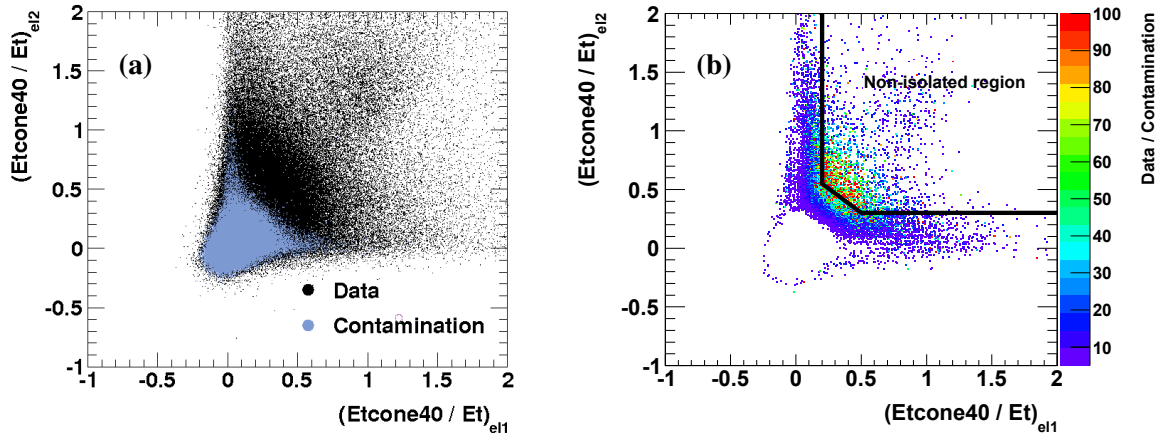 (a)
(Etcone40 / Et)el2
2
1.5
1
0.5
0
-0.5
-1
-1 -0.5 0 0.5 1 1.5 2
(Etcone40 / Et)el1
Data
Contamination
(b)
Non-isolated region
(Etcone40 / Et)el2
2
1.5
1
0.5
0
-0.5
-1
-1 -0.5 0 0.5 1 1.5 2
(Etcone40 / Et)el1
100
90
80
70
60
50
40
30
20
10
Data / Contamination